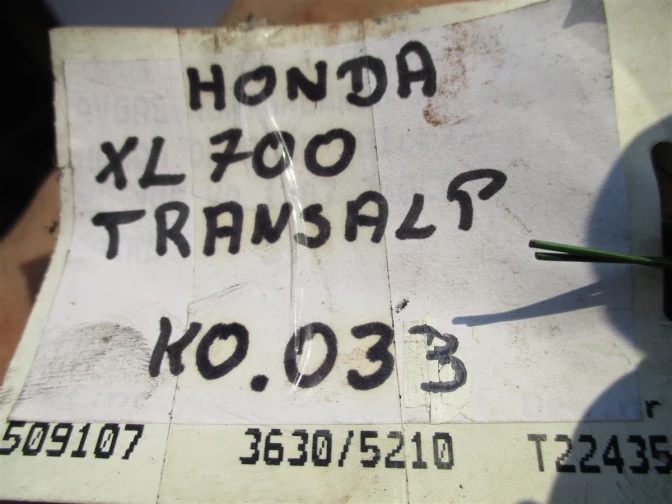 HONDA
XL 700
TRANSALP
KO.033
509107 3630/5210 T22435